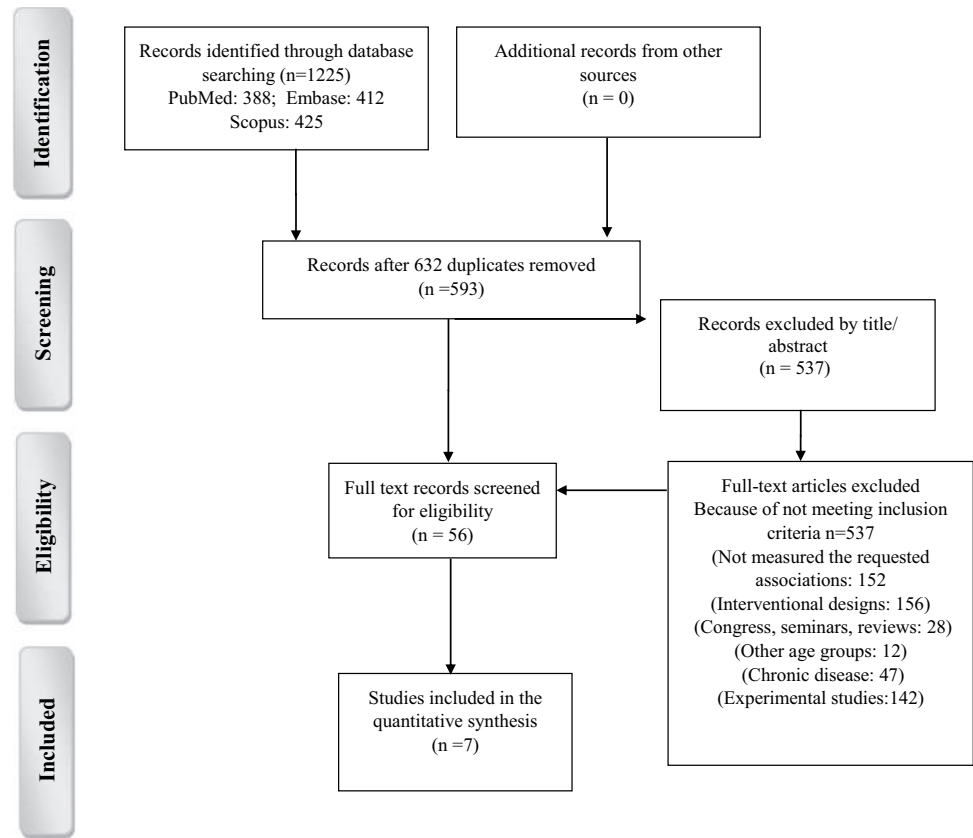 Identification
Records identified through database
searching (n=1225)
PubMed: 388;  Embase: 412
Scopus: 425
Additional records from other
sources
(n = 0)
Screening
Records after 632 duplicates removed
(n =593)
Records excluded by title/
abstract
(n = 537)
Eligibility
Full text records screened
for eligibility
(n = 56)
Full-text articles excluded
Because of not meeting inclusion
criteria n=537
(Not measured the requested
associations: 152
(Interventional designs: 156)
(Congress, seminars, reviews: 28)
(Other age groups: 12)
(Chronic disease: 47)
(Experimental studies:142)
Included
Studies included in the
quantitative synthesis
(n =7)